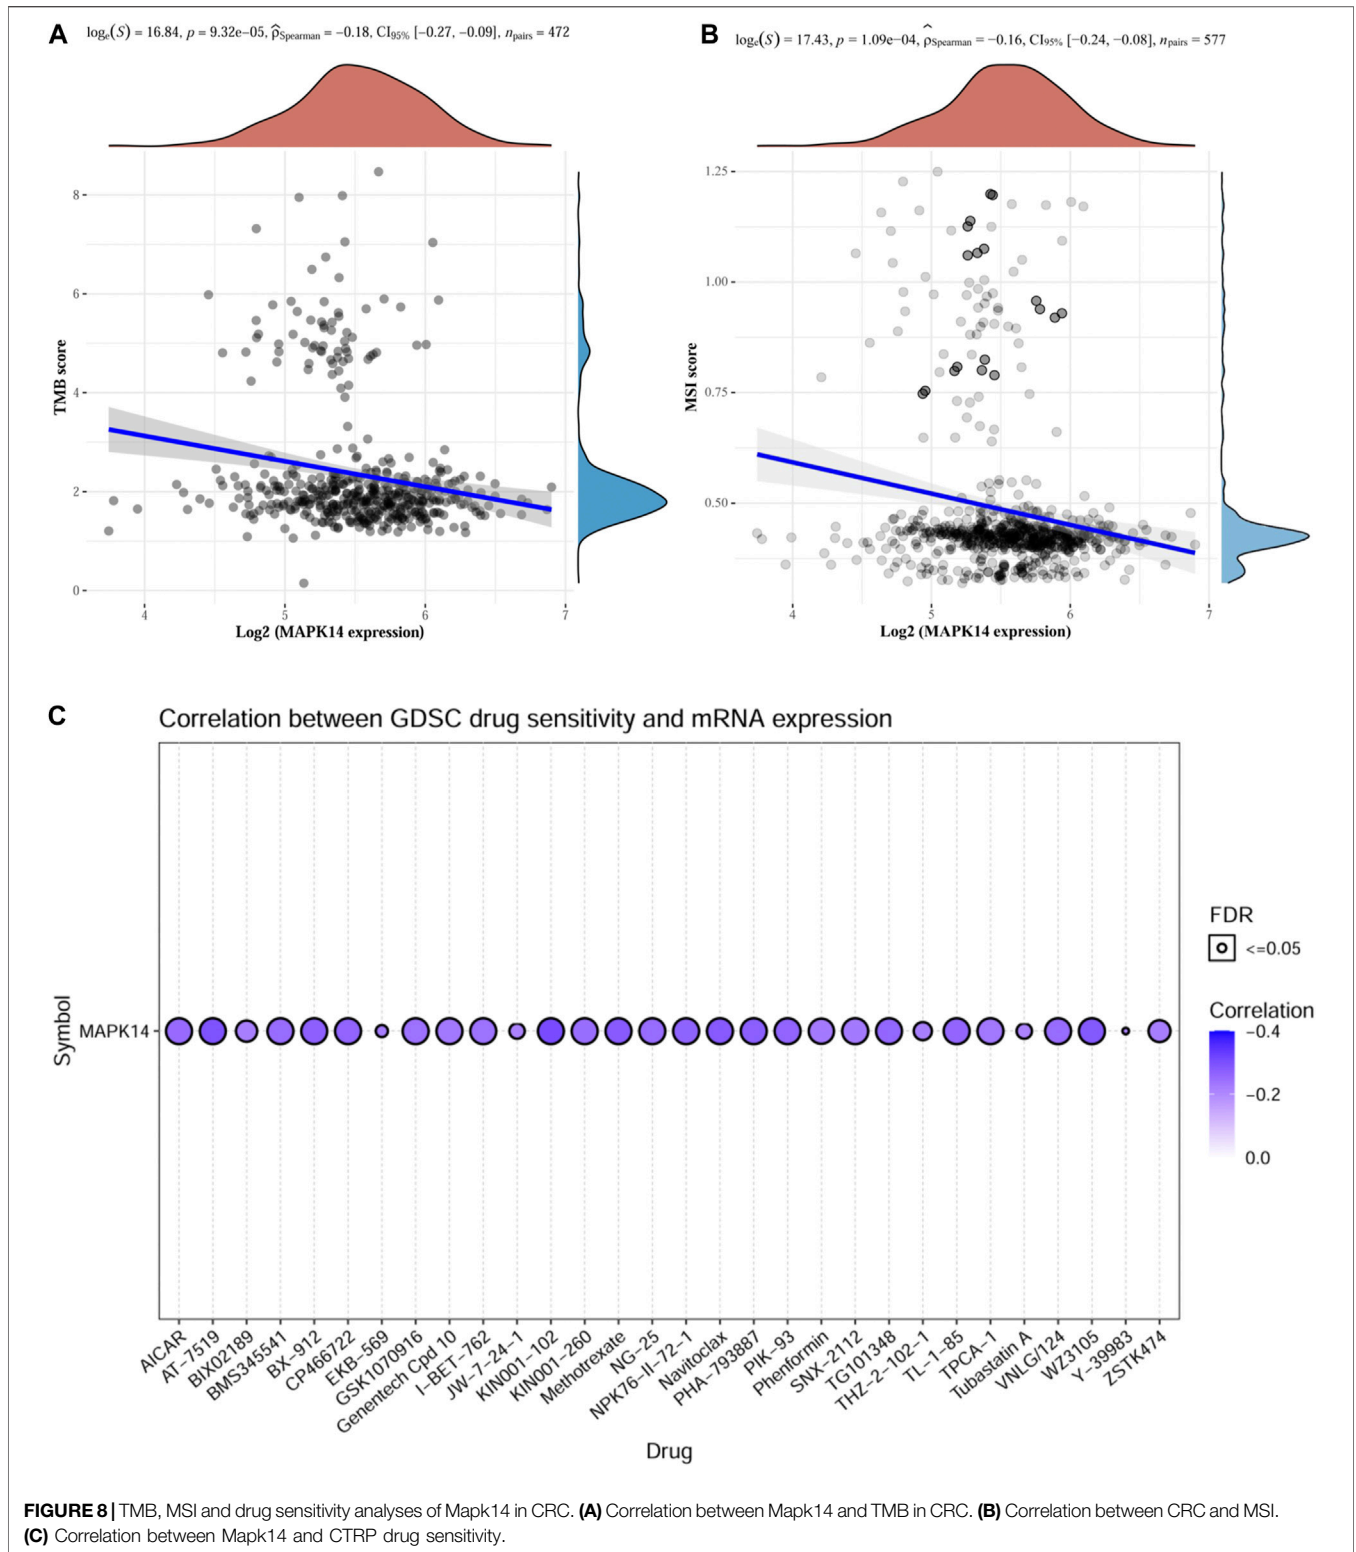 A
logₑ(S) = 16.84, p = 9.32e−05, ρ̂Spearman = −0.18, CI95% [−0.27, −0.09], npairs = 472
8
6
4
2
0
TMB score
4 5 6 7
Log2 (MAPK14 expression)
B
logₑ(S) = 17.43, p = 1.09e−04, ρ̂Spearman = −0.16, CI95% [−0.24, −0.08], npairs = 577
1.25
1.00
0.75
0.50
MSI score
4 5 6 7
Log2 (MAPK14 expression)
C
Correlation between GDSC drug sensitivity and mRNA expression
Symbol
MAPK14
AICAR
AT−7519
BIX02189
BMS345541
BX−912
CP466722
EKB−569
GSK1070916
Genentech Cpd 10
I−BET−762
JW−7−24−1
KIN001−102
KIN001−260
Methotrexate
NG−25
NPK76−II−72−1
Navitoclax
PHA−793887
PIK−93
Phenformin
SNX−2112
TG101348
THZ−2−102−1
TL−1−85
TPCA−1
Tubastatin A
VNLG/124
WZ3105
Y−39983
ZSTK474
Drug
FDR
<=0.05
Correlation
−0.4
−0.2
0.0
FIGURE 8 | TMB, MSI and drug sensitivity analyses of Mapk14 in CRC. (A) Correlation between Mapk14 and TMB in CRC. (B) Correlation between CRC and MSI.
(C) Correlation between Mapk14 and CTRP drug sensitivity.